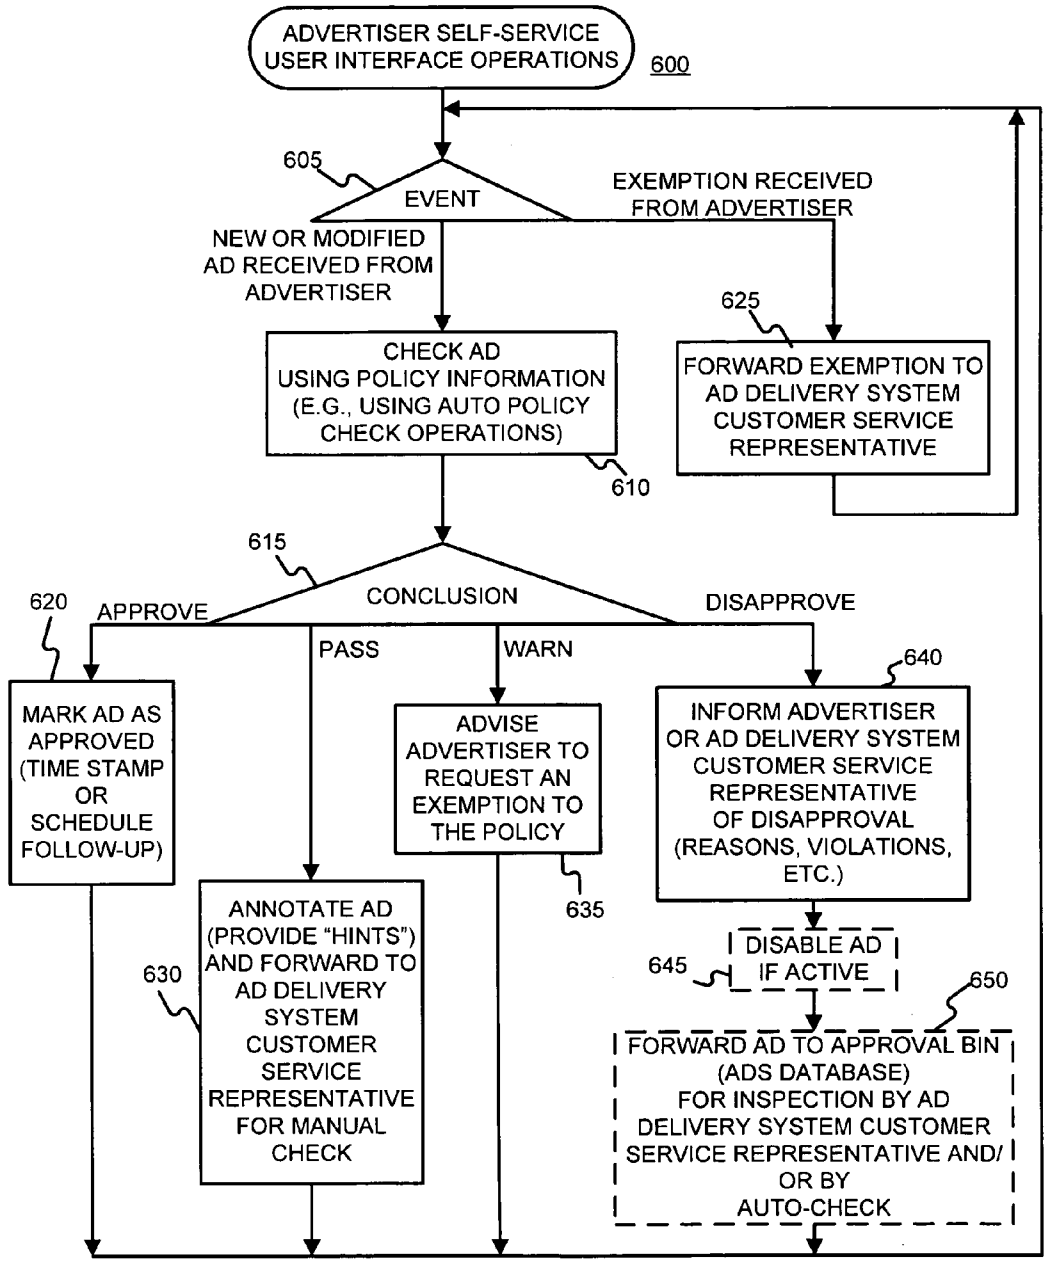 ADVERTISER SELF-SERVICE
USER INTERFACE OPERATIONS
600
605
EVENT
EXEMPTION RECEIVED
FROM ADVERTISER
NEW OR MODIFIED
AD RECEIVED FROM
ADVERTISER
625
CHECK AD
USING POLICY INFORMATION
(E.G., USING AUTO POLICY
CHECK OPERATIONS)
610
FORWARD EXEMPTION TO
AD DELIVERY SYSTEM
CUSTOMER SERVICE
REPRESENTATIVE
615
CONCLUSION
620
APPROVE
PASS
WARN
DISAPPROVE
640
MARK AD AS
APPROVED
(TIME STAMP
OR
SCHEDULE
FOLLOW-UP)
ADVISE
ADVERTISER TO
REQUEST AN
EXEMPTION TO
THE POLICY
635
INFORM ADVERTISER
OR AD DELIVERY SYSTEM
CUSTOMER SERVICE
REPRESENTATIVE
OF DISAPPROVAL
(REASONS, VIOLATIONS,
ETC.)
630
ANNOTATE AD
(PROVIDE “HINTS”)
AND FORWARD TO
AD DELIVERY
SYSTEM
CUSTOMER
SERVICE
REPRESENTATIVE
FOR MANUAL
CHECK
645
DISABLE AD
IF ACTIVE
650
FORWARD AD TO APPROVAL BIN
(ADS DATABASE)
FOR INSPECTION BY AD
DELIVERY SYSTEM CUSTOMER
SERVICE REPRESENTATIVE AND/
OR BY
AUTO-CHECK